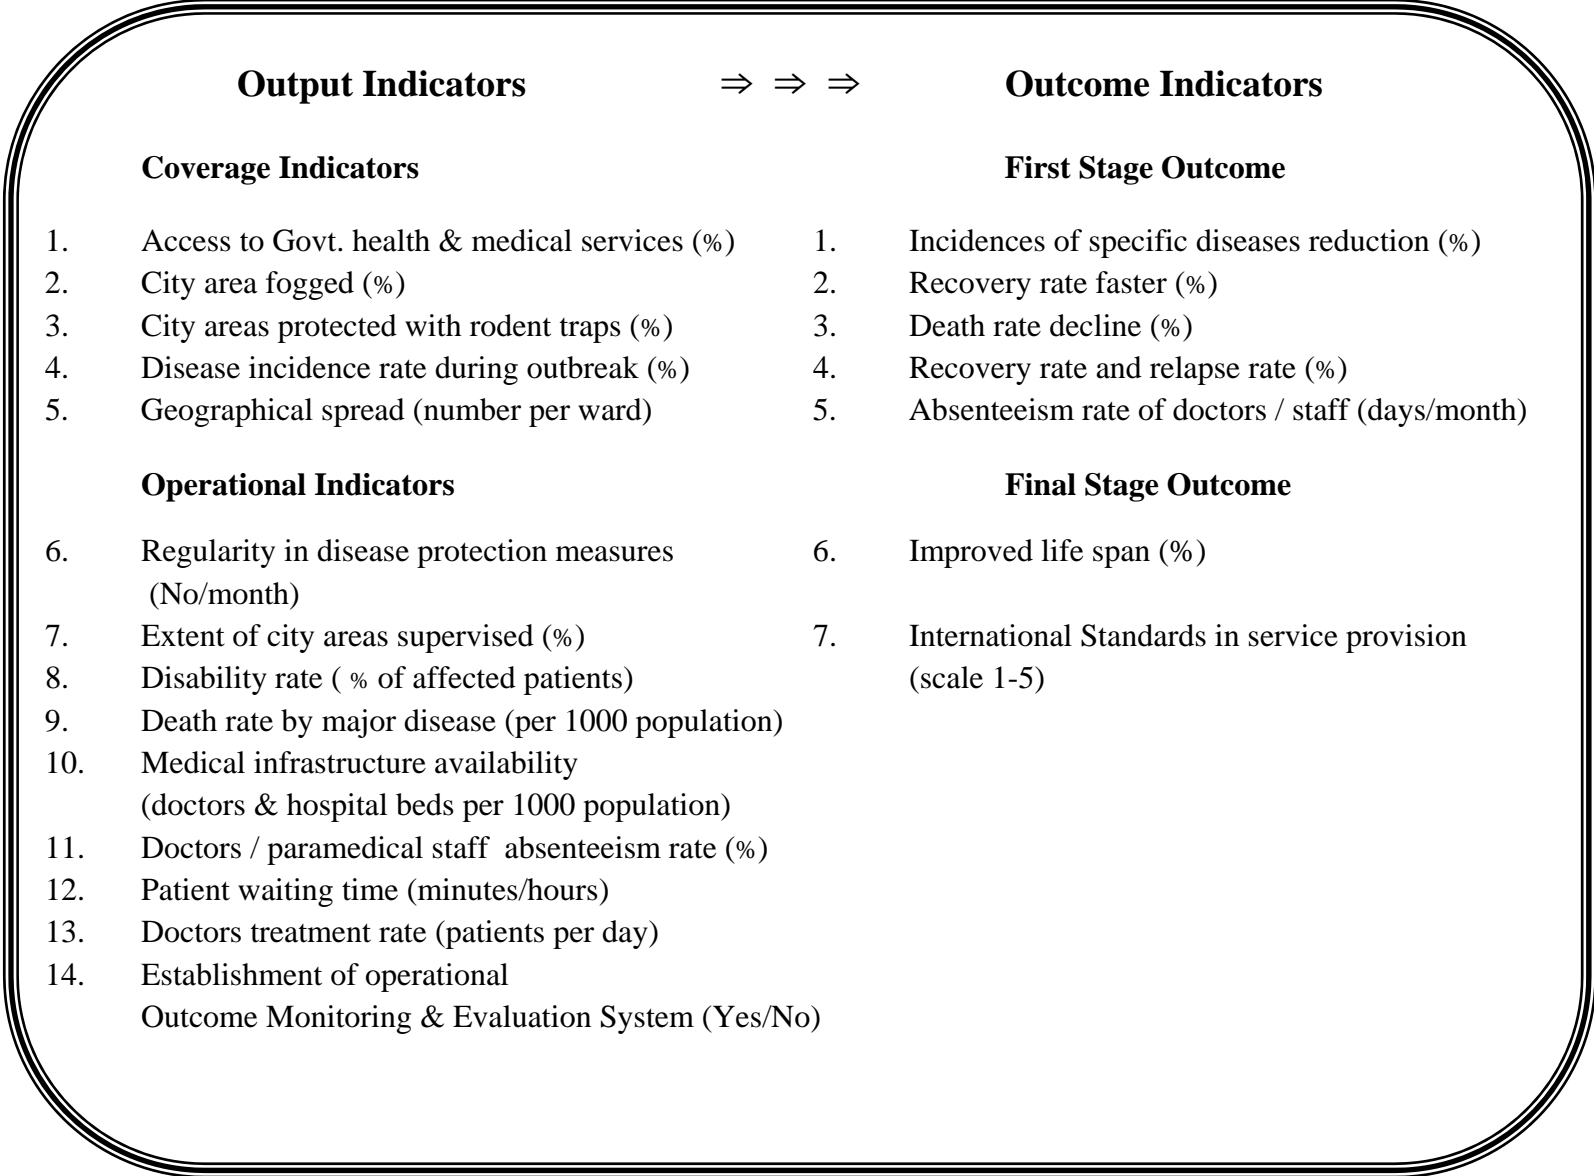 Output Indicators ⇒ ⇒ ⇒ Outcome Indicators
Coverage Indicators First Stage Outcome
1. Access to Govt. health & medical services (%) 1. Incidences of specific diseases reduction (%)
2. City area fogged (%) 2. Recovery rate faster (%)
3. City areas protected with rodent traps (%) 3. Death rate decline (%)
4. Disease incidence rate during outbreak (%) 4. Recovery rate and relapse rate (%)
5. Geographical spread (number per ward) 5. Absenteeism rate of doctors / staff (days/month)
Operational Indicators Final Stage Outcome
6. Regularity in disease protection measures 6. Improved life span (%)
(No/month)
7. Extent of city areas supervised (%) 7. International Standards in service provision
8. Disability rate ( % of affected patients) (scale 1-5)
9. Death rate by major disease (per 1000 population)
10. Medical infrastructure availability
(doctors & hospital beds per 1000 population)
11. Doctors / paramedical staff absenteeism rate (%)
12. Patient waiting time (minutes/hours)
13. Doctors treatment rate (patients per day)
14. Establishment of operational
Outcome Monitoring & Evaluation System (Yes/No)